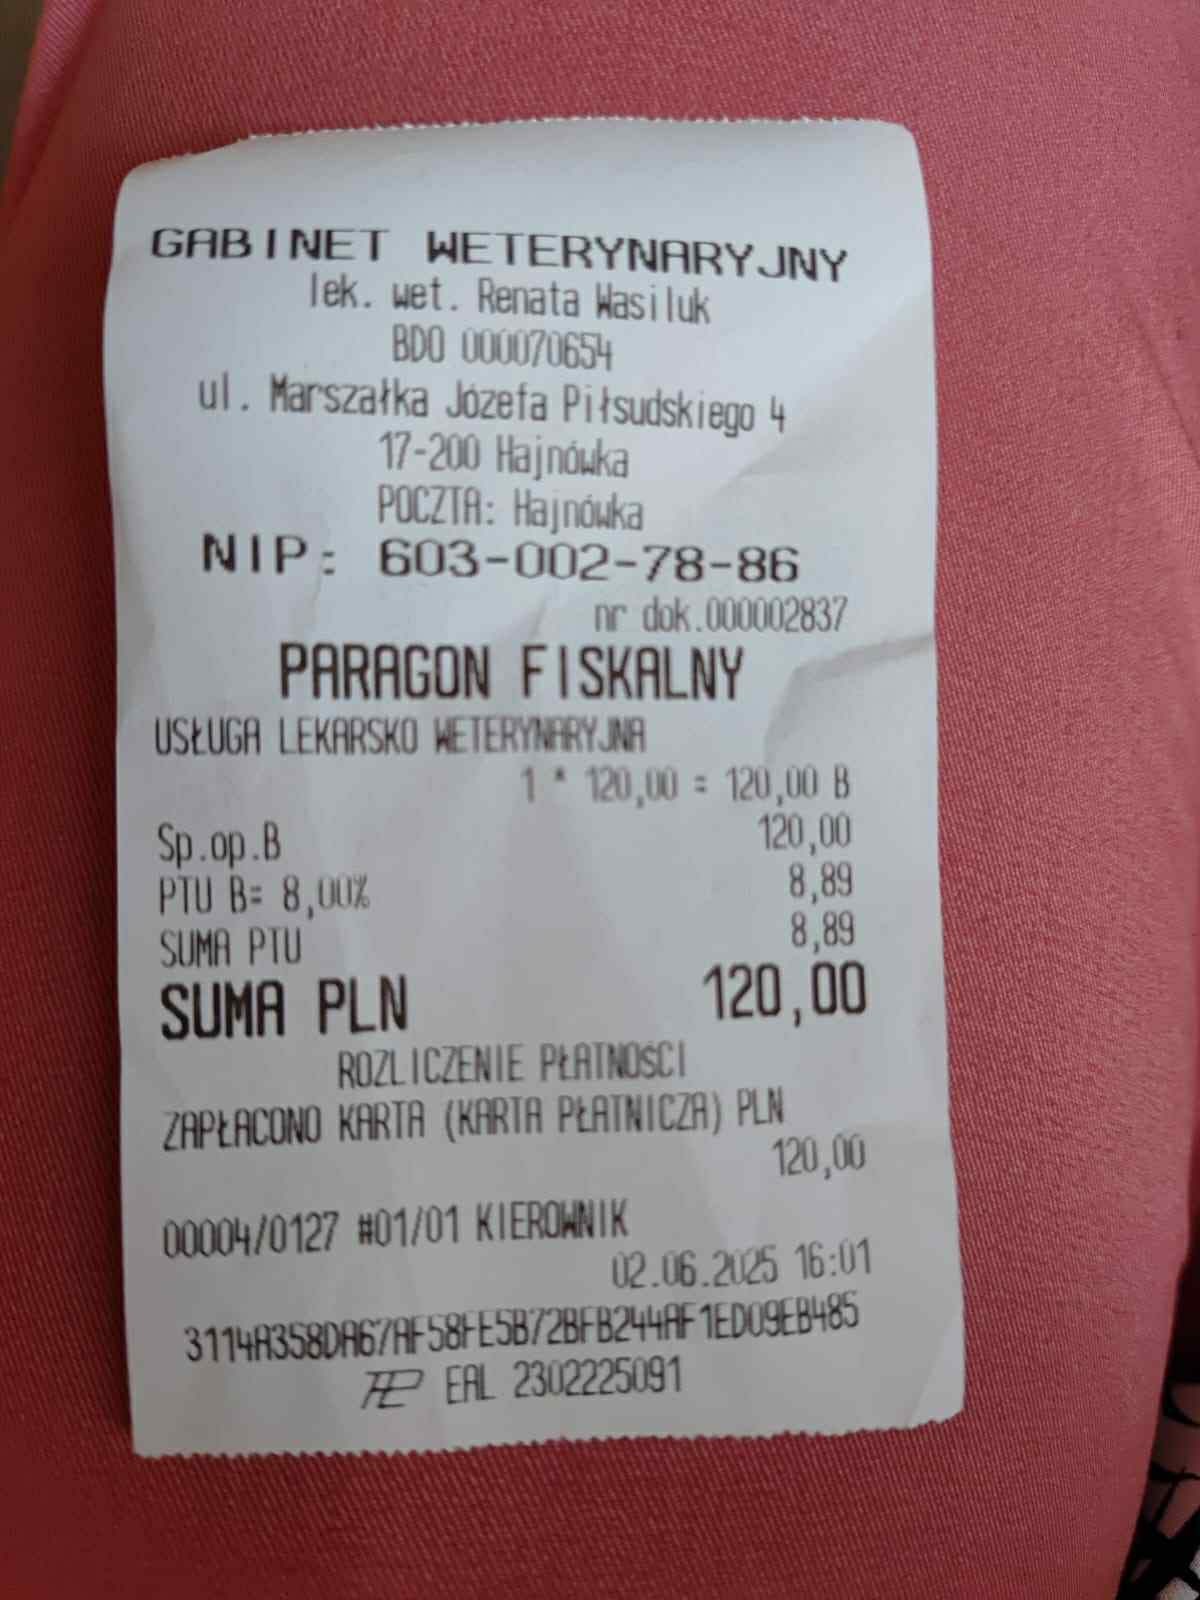 GABINET WETERYNARYJNY
lek. wet. Renata Wasiluk
BDO 000070654
ul. Marszałka Józefa Piłsudskiego 4
17-200 Hajnówka
POCZTA: Hajnówka
NIP: 603-002-78-86
nr dok.000002837
PARAGON FISKALNY
USŁUGA LEKARSKO WETERYNARYJNA
1 * 120,00 = 120,00 B
Sp.op.B 120,00
PTU B= 8,00% 8,89
SUMA PTU 8,89
SUMA PLN 120,00
ROZLICZENIE PŁATNOŚCI
ZAPŁACONO KARTA (KARTA PŁATNICZA) PLN
120,00
00004/0127 #01/01 KIEROWNIK
02.06.2025 16:01
3114A358DA67AF58FE5B72BFB244AF1ED09EB485
EAL 2302225091